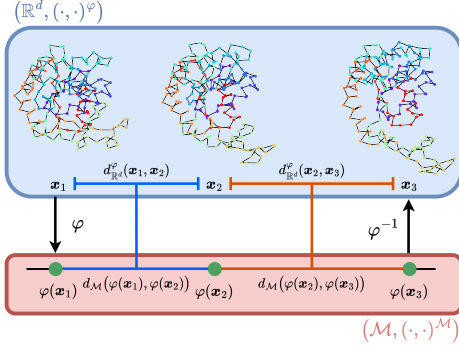 (ℝᵈ, (·,·)ᵠ)
d^φ_{ℝ^d}(𝒙₁, 𝒙₂) d^φ_{ℝ^d}(𝒙₂, 𝒙₃)
𝒙₁ 𝒙₂ 𝒙₃
φ φ⁻¹
d_ℳ(φ(𝒙₁), φ(𝒙₂)) d_ℳ(φ(𝒙₂), φ(𝒙₃))
φ(𝒙₁) φ(𝒙₂) φ(𝒙₃)
(ℳ, (·,·)^ℳ)